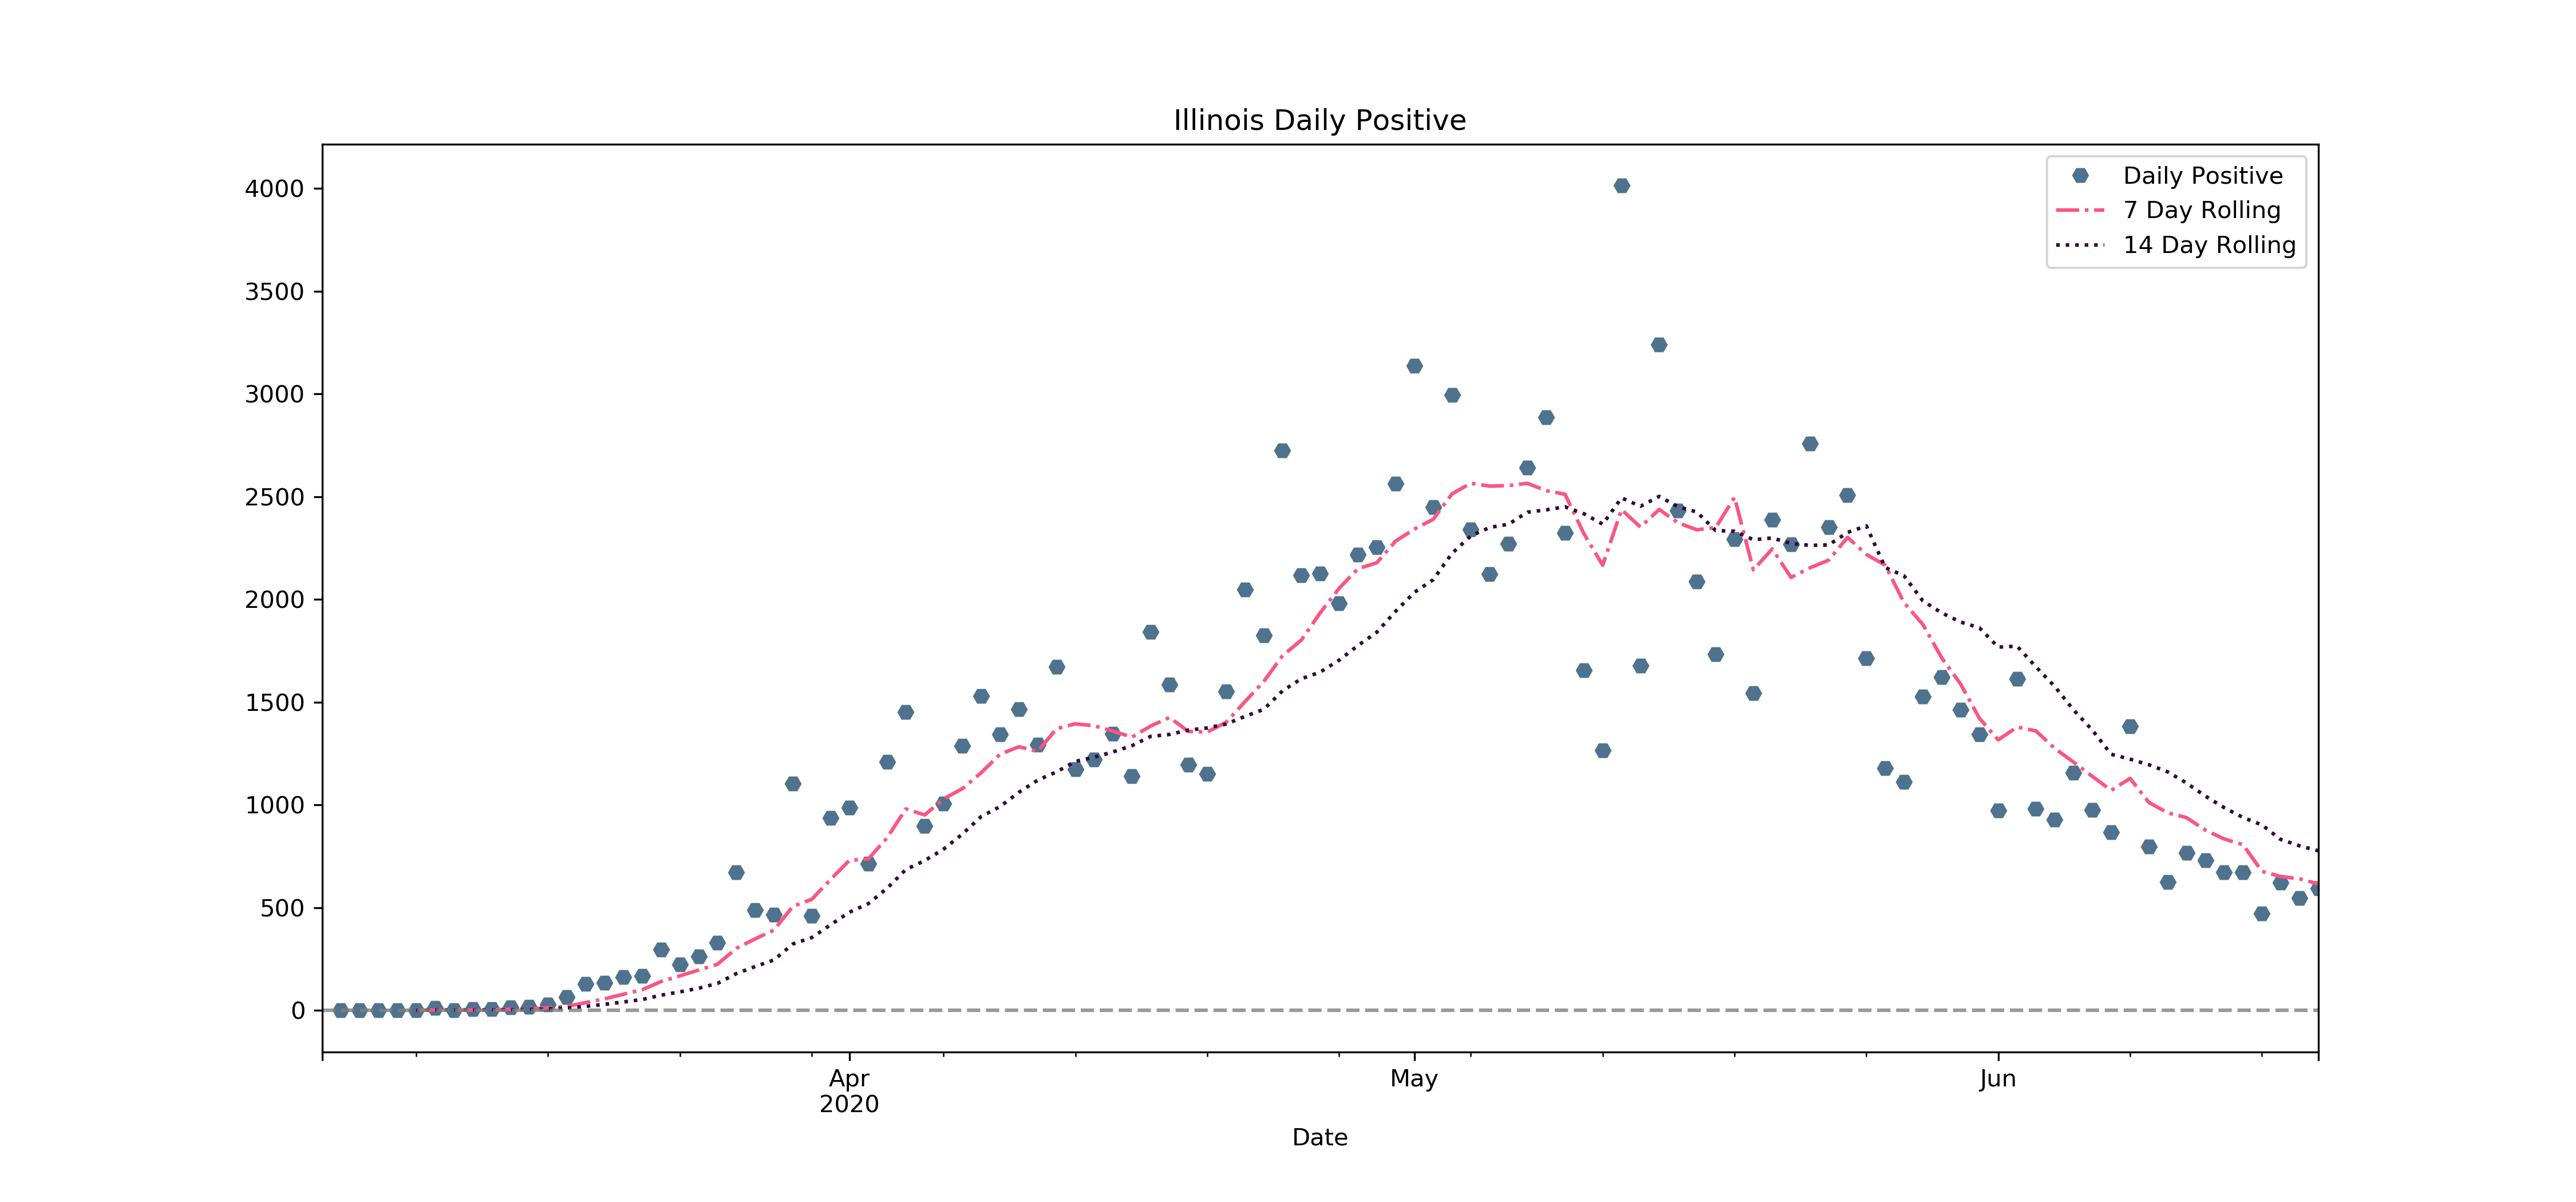 Illinois Daily Positive
4000
3500
3000
2500
2000
1500
1000
500
0
Daily Positive
7 Day Rolling
14 Day Rolling
Apr
2020
May
Jun
Date